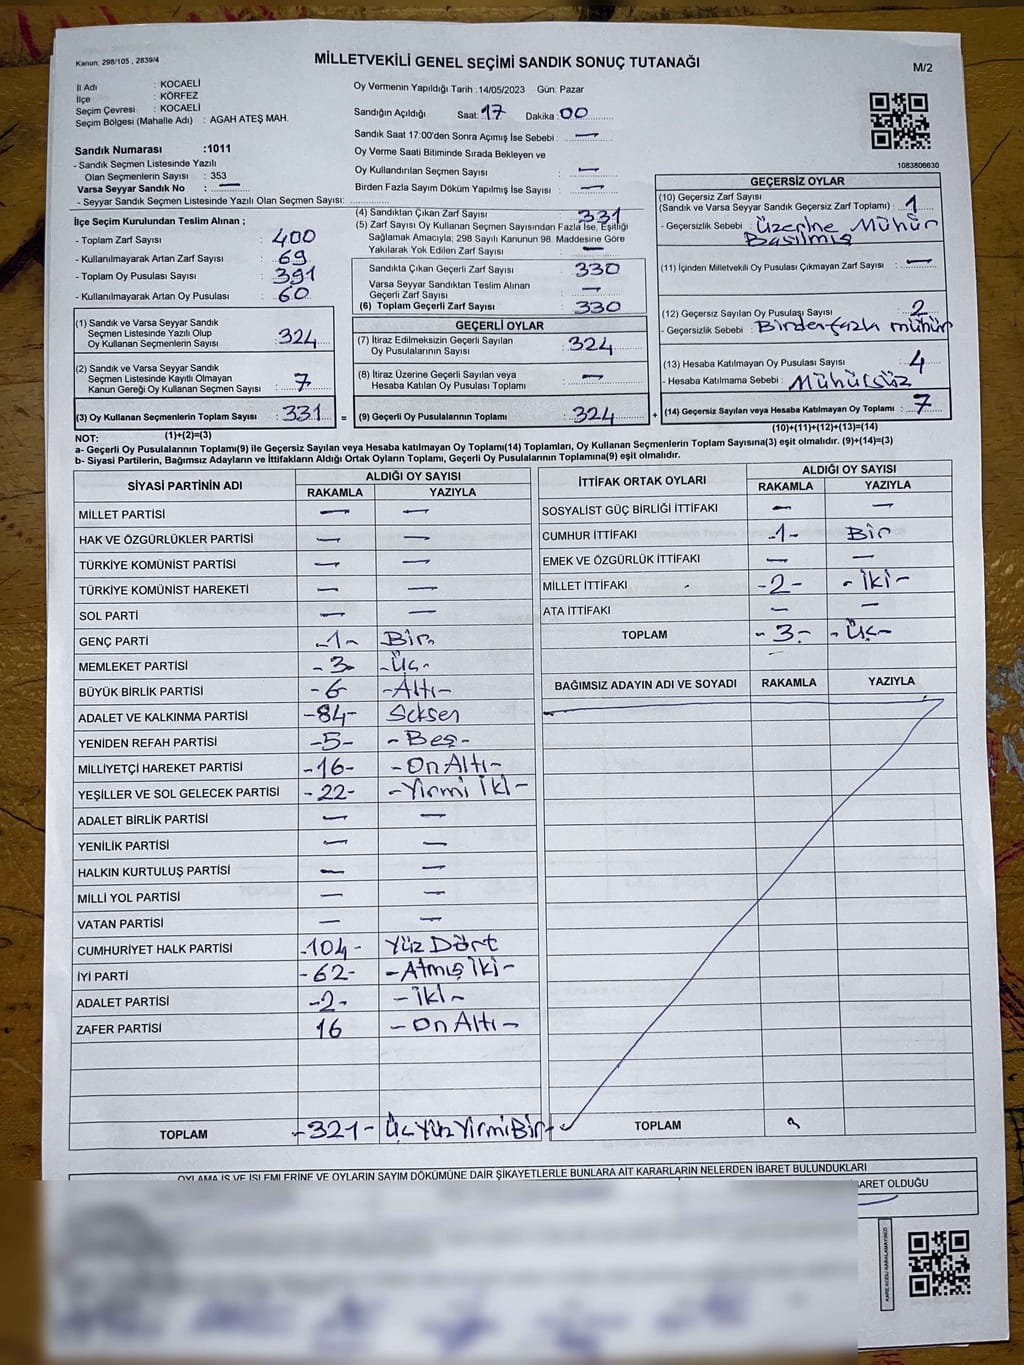 Kanun; 298/105 , 2839/4
MİLLETVEKİLİ GENEL SEÇİMİ SANDIK SONUÇ TUTANAĞI
M/2
İl Adı : KOCAELİ
İlçe : KÖRFEZ
Seçim Çevresi : KOCAELİ
Seçim Bölgesi (Mahalle Adı) : AGAH ATEŞ MAH.
Sandık Numarası :1011
- Sandık Seçmen Listesinde Yazılı
Olan Seçmenlerin Sayısı : 353
Varsa Seyyar Sandık No : —
- Seyyar Sandık Seçmen Listesinde Yazılı Olan Seçmen Sayısı:
Oy Vermenin Yapıldığı Tarih : 14/05/2023 Gün: Pazar
Sandığın Açıldığı Saat: 17 Dakika : 00
Sandık Saat 17:00'den Sonra Açılmış İse Sebebi : —
Oy Verme Saati Bitiminde Sırada Bekleyen ve
Oy Kullandırılan Seçmen Sayısı : —
Birden Fazla Sayım Döküm Yapılmış İse Sayısı : —
1083806630
İlçe Seçim Kurulundan Teslim Alınan ;
- Toplam Zarf Sayısı : 400
- Kullanılmayarak Artan Zarf Sayısı : 69
- Toplam Oy Pusulası Sayısı : 391
- Kullanılmayarak Artan Oy Pusulası : 60
(1) Sandık ve Varsa Seyyar Sandık
Seçmen Listesinde Yazılı Olup
Oy Kullanan Seçmenlerin Sayısı : 324
(2) Sandık ve Varsa Seyyar Sandık
Seçmen Listesinde Kayıtlı Olmayan
Kanun Gereği Oy Kullanan Seçmen Sayısı : 7
(3) Oy Kullanan Seçmenlerin Toplam Sayısı : 331 =
(1)+(2)=(3)
(4) Sandıktan Çıkan Zarf Sayısı : 331
(5) Zarf Sayısı Oy Kullanan Seçmen Sayısından Fazla İse, Eşitliği
Sağlamak Amacıyla; 298 Sayılı Kanunun 98. Maddesine Göre
Yakılarak Yok Edilen Zarf Sayısı : —
Sandıkta Çıkan Geçerli Zarf Sayısı : 330
Varsa Seyyar Sandıktan Teslim Alınan
Geçerli Zarf Sayısı : —
(6) Toplam Geçerli Zarf Sayısı : 330
GEÇERLİ OYLAR
(7) İtiraz Edilmeksizin Geçerli Sayılan
Oy Pusulalarının Sayısı : 324
(8) İtiraz Üzerine Geçerli Sayılan veya
Hesaba Katılan Oy Pusulası Toplamı : —
(9) Geçerli Oy Pusulalarının Toplamı : 324 +
GEÇERSİZ OYLAR
(10) Geçersiz Zarf Sayısı
(Sandık ve Varsa Seyyar Sandık Geçersiz Zarf Toplamı) : 1
- Geçersizlik Sebebi : Üzerine Mühür
Basılmış
(11) İçinden Milletvekili Oy Pusulası Çıkmayan Zarf Sayısı : —
(12) Geçersiz Sayılan Oy Pusulası Sayısı : 2
- Geçersizlik Sebebi : Birden fazla mühür
(13) Hesaba Katılmayan Oy Pusulası Sayısı : 4
- Hesaba Katılmama Sebebi : Mühürsüz
(14) Geçersiz Sayılan veya Hesaba Katılmayan Oy Toplamı : 7
(10)+(11)+(12)+(13)=(14)
NOT:
a- Geçerli Oy Pusulalarının Toplamı(9) ile Geçersiz Sayılan veya Hesaba katılmayan Oy Toplamı(14) Toplamları, Oy Kullanan Seçmenlerin Toplam Sayısına(3) eşit olmalıdır. (9)+(14)=(3)
b- Siyasi Partilerin, Bağımsız Adayların ve İttifakların Aldığı Ortak Oyların Toplamı, Geçerli Oy Pusulalarının Toplamına(9) eşit olmalıdır.
SİYASİ PARTİNİN ADI ALDIĞI OY SAYISI
RAKAMLA YAZIYLA
MİLLET PARTİSİ — —
HAK VE ÖZGÜRLÜKLER PARTİSİ — —
TÜRKİYE KOMÜNİST PARTİSİ — —
TÜRKİYE KOMÜNİST HAREKETİ — —
SOL PARTİ — —
GENÇ PARTİ -1- Bir
MEMLEKET PARTİSİ -3- -Üç-
BÜYÜK BİRLİK PARTİSİ -6- -Altı-
ADALET VE KALKINMA PARTİSİ -84- Seksen
YENİDEN REFAH PARTİSİ -5- -Beş-
MİLLİYETÇİ HAREKET PARTİSİ -16- -On Altı-
YEŞİLLER VE SOL GELECEK PARTİSİ -22- -Yirmi İki-
ADALET BİRLİK PARTİSİ — —
YENİLİK PARTİSİ — —
HALKIN KURTULUŞ PARTİSİ — —
MİLLİ YOL PARTİSİ — —
VATAN PARTİSİ — —
CUMHURİYET HALK PARTİSİ -104- Yüz Dört
İYİ PARTİ -62- -Atmış İki-
ADALET PARTİSİ -2- -İki-
ZAFER PARTİSİ 16 -On Altı-
TOPLAM -321- Üç Yüz Yirmi Bir-
İTTİFAK ORTAK OYLARI ALDIĞI OY SAYISI
RAKAMLA YAZIYLA
SOSYALİST GÜÇ BİRLİĞİ İTTİFAKI — —
CUMHUR İTTİFAKI -1- Bir
EMEK VE ÖZGÜRLÜK İTTİFAKI — —
MİLLET İTTİFAKI -2- -İki-
ATA İTTİFAKI — —
TOPLAM -3- -Üç-
BAĞIMSIZ ADAYIN ADI VE SOYADI RAKAMLA YAZIYLA
TOPLAM
OYLAMA İŞ VE İŞLEMLERİNE VE OYLARIN SAYIM DÖKÜMÜNE DAİR ŞİKAYETLERLE BUNLARA AİT KARARLARIN NELERDEN İBARET BULUNDUKLARI
İBARET OLDUĞU